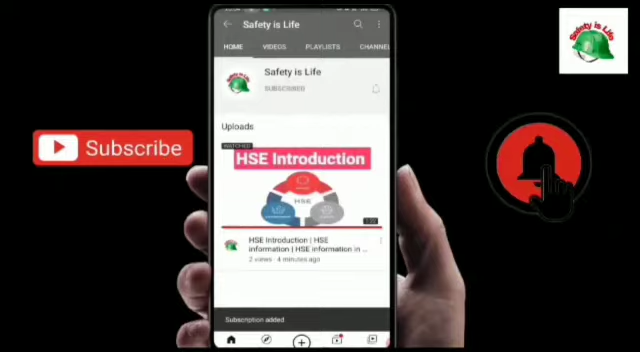 Safety is Life
HOME VIDEOS PLAYLISTS CHANNEL
Safety is Life
Safety is Life
SUBSCRIBED
Uploads
WATCHED
HSE Introduction
HSE
HSE Introduction | HSE
information | HSE information in ...
2 views · 4 minutes ago
Subscribe
Subscription added